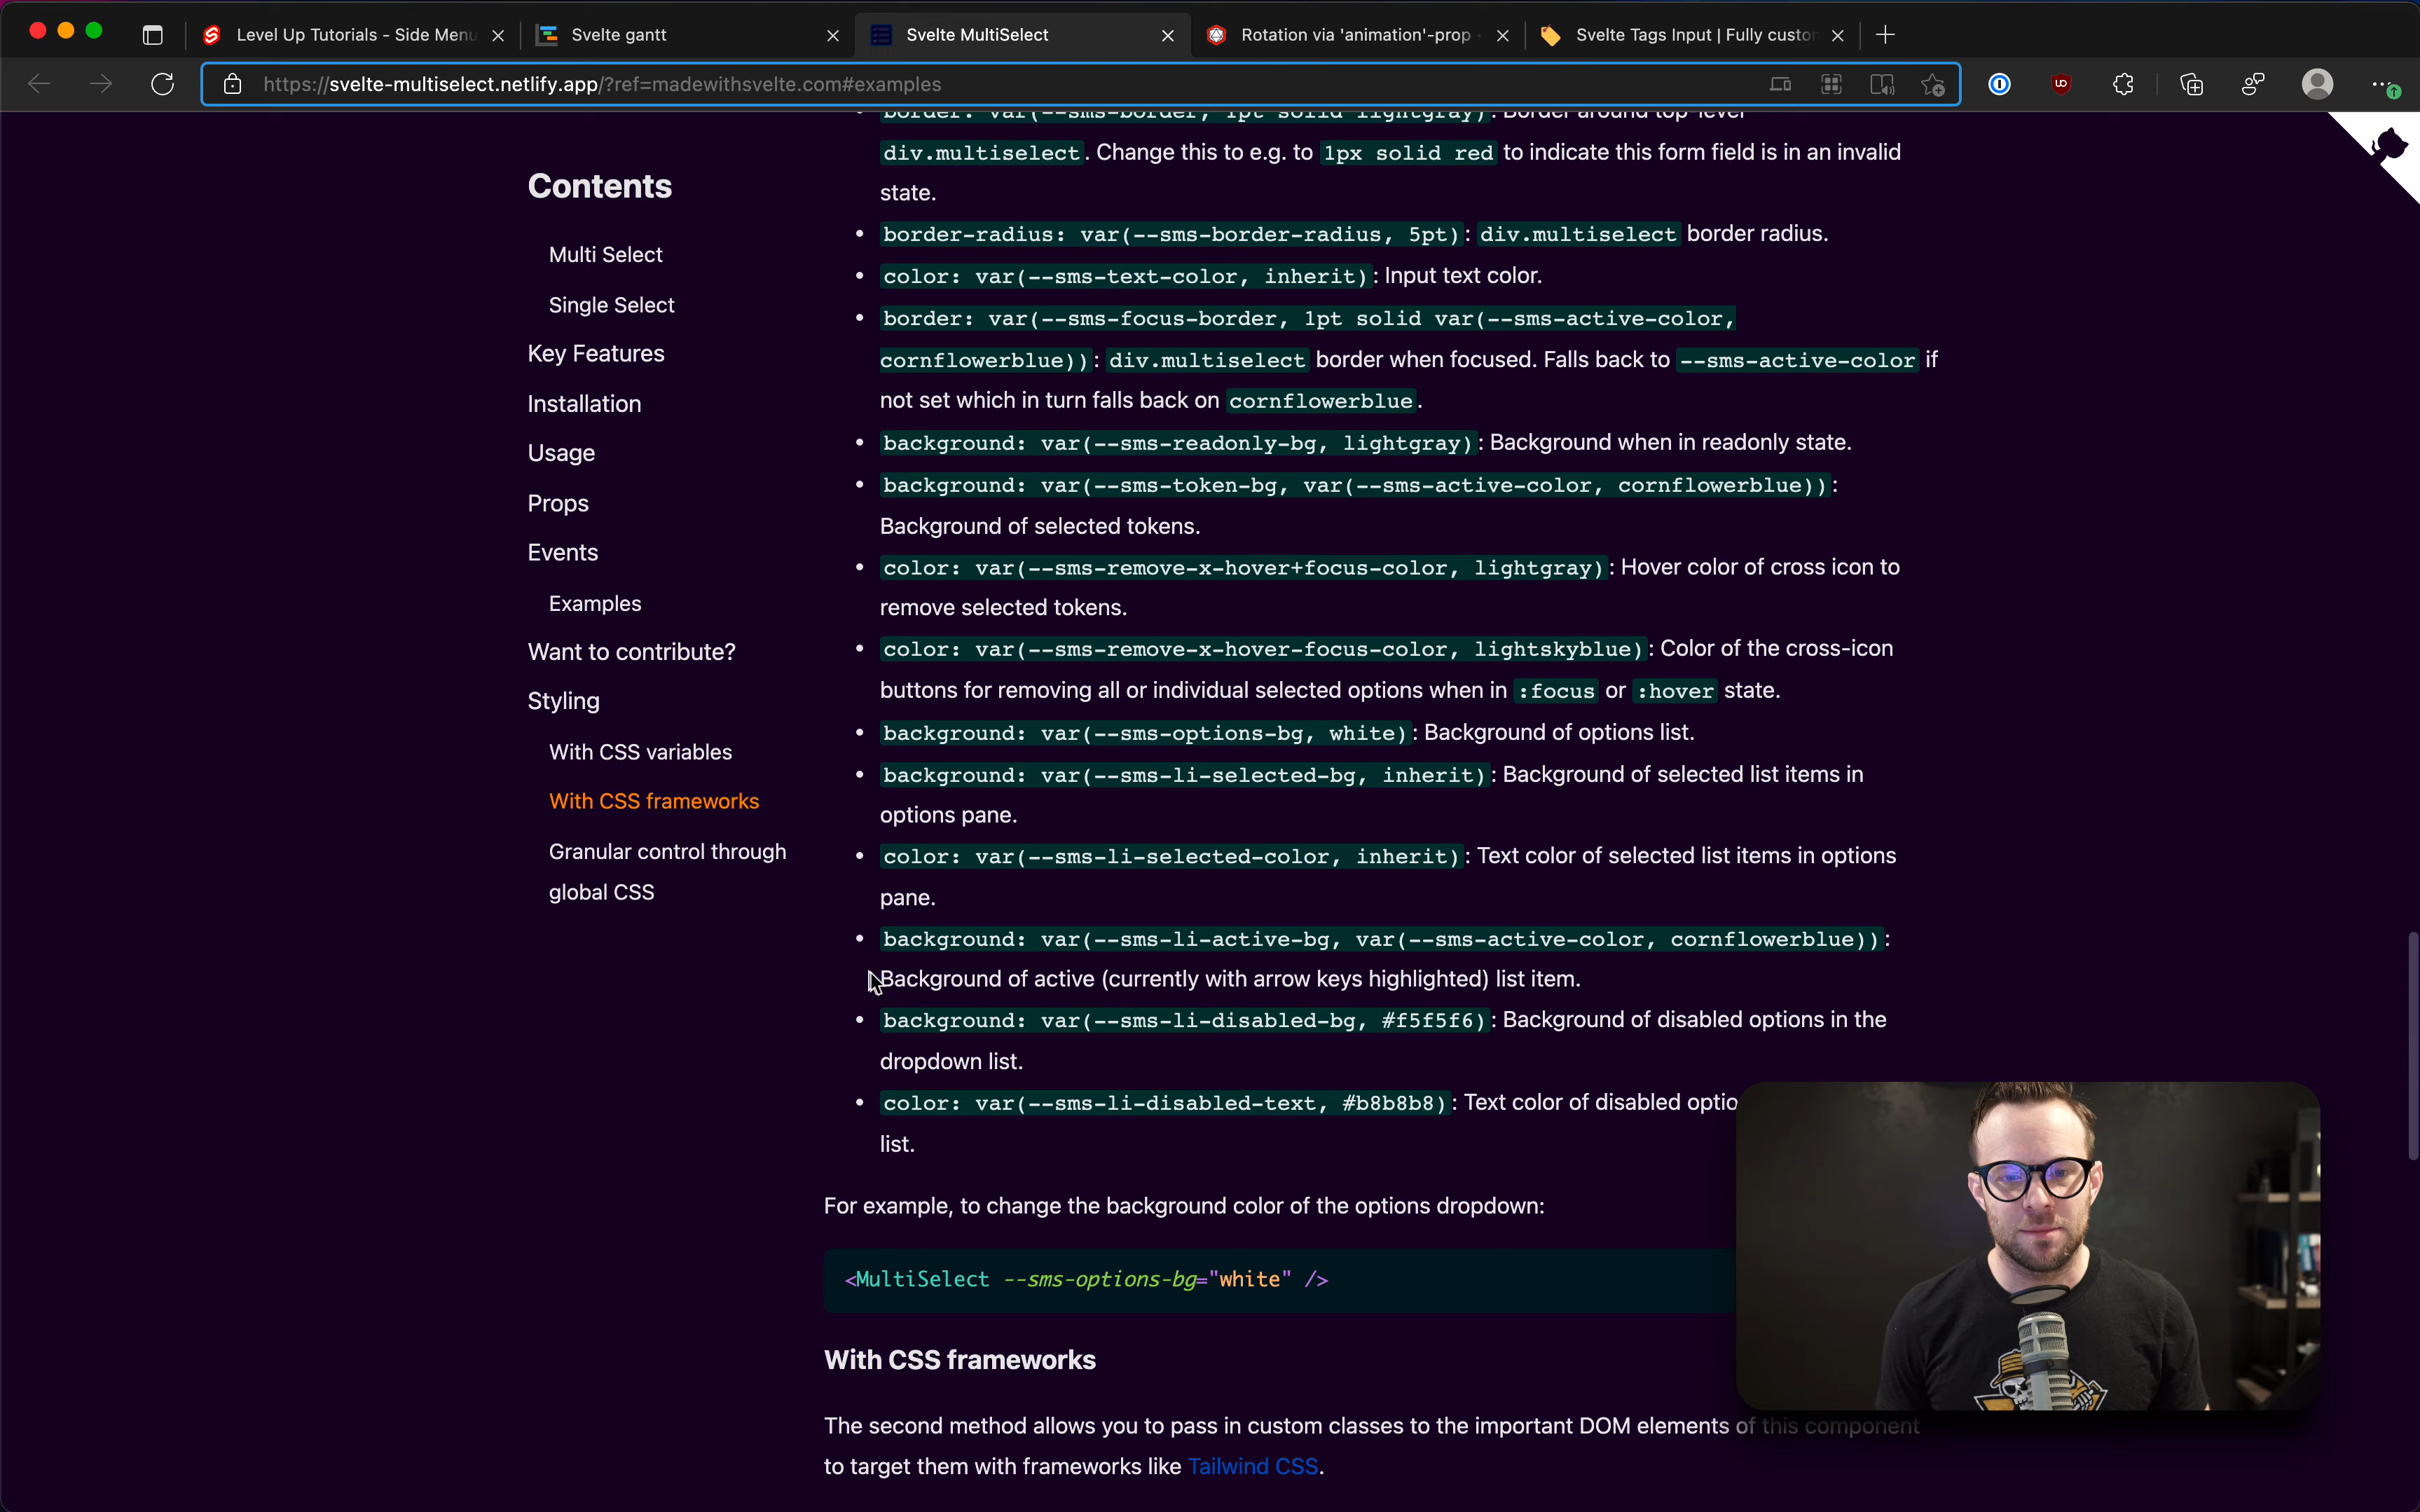 Level Up Tutorials - Side Menu
Svelte gantt
Svelte MultiSelect
Rotation via 'animation'-prop
Svelte Tags Input | Fully custom
https://svelte-multiselect.netlify.app/?ref=madewithsvelte.com#examples
border: var(--sms-border, 1pt solid lightgray): Border around top-level
div.multiselect. Change this to e.g. to 1px solid red to indicate this form field is in an invalid
state.
• border-radius: var(--sms-border-radius, 5pt): div.multiselect border radius.
• color: var(--sms-text-color, inherit): Input text color.
• border: var(--sms-focus-border, 1pt solid var(--sms-active-color,
cornflowerblue)): div.multiselect border when focused. Falls back to --sms-active-color if
not set which in turn falls back on cornflowerblue.
• background: var(--sms-readonly-bg, lightgray): Background when in readonly state.
• background: var(--sms-token-bg, var(--sms-active-color, cornflowerblue)):
Background of selected tokens.
• color: var(--sms-remove-x-hover+focus-color, lightgray): Hover color of cross icon to
remove selected tokens.
• color: var(--sms-remove-x-hover-focus-color, lightskyblue): Color of the cross-icon
buttons for removing all or individual selected options when in :focus or :hover state.
• background: var(--sms-options-bg, white): Background of options list.
• background: var(--sms-li-selected-bg, inherit): Background of selected list items in
options pane.
• color: var(--sms-li-selected-color, inherit): Text color of selected list items in options
pane.
• background: var(--sms-li-active-bg, var(--sms-active-color, cornflowerblue)):
Background of active (currently with arrow keys highlighted) list item.
• background: var(--sms-li-disabled-bg, #f5f5f6): Background of disabled options in the
dropdown list.
• color: var(--sms-li-disabled-text, #b8b8b8): Text color of disabled optio
list.
For example, to change the background color of the options dropdown:
<MultiSelect --sms-options-bg="white" />
With CSS frameworks
The second method allows you to pass in custom classes to the important DOM elements of this component
to target them with frameworks like Tailwind CSS.
Contents
Multi Select
Single Select
Key Features
Installation
Usage
Props
Events
Examples
Want to contribute?
Styling
With CSS variables
With CSS frameworks
Granular control through
global CSS